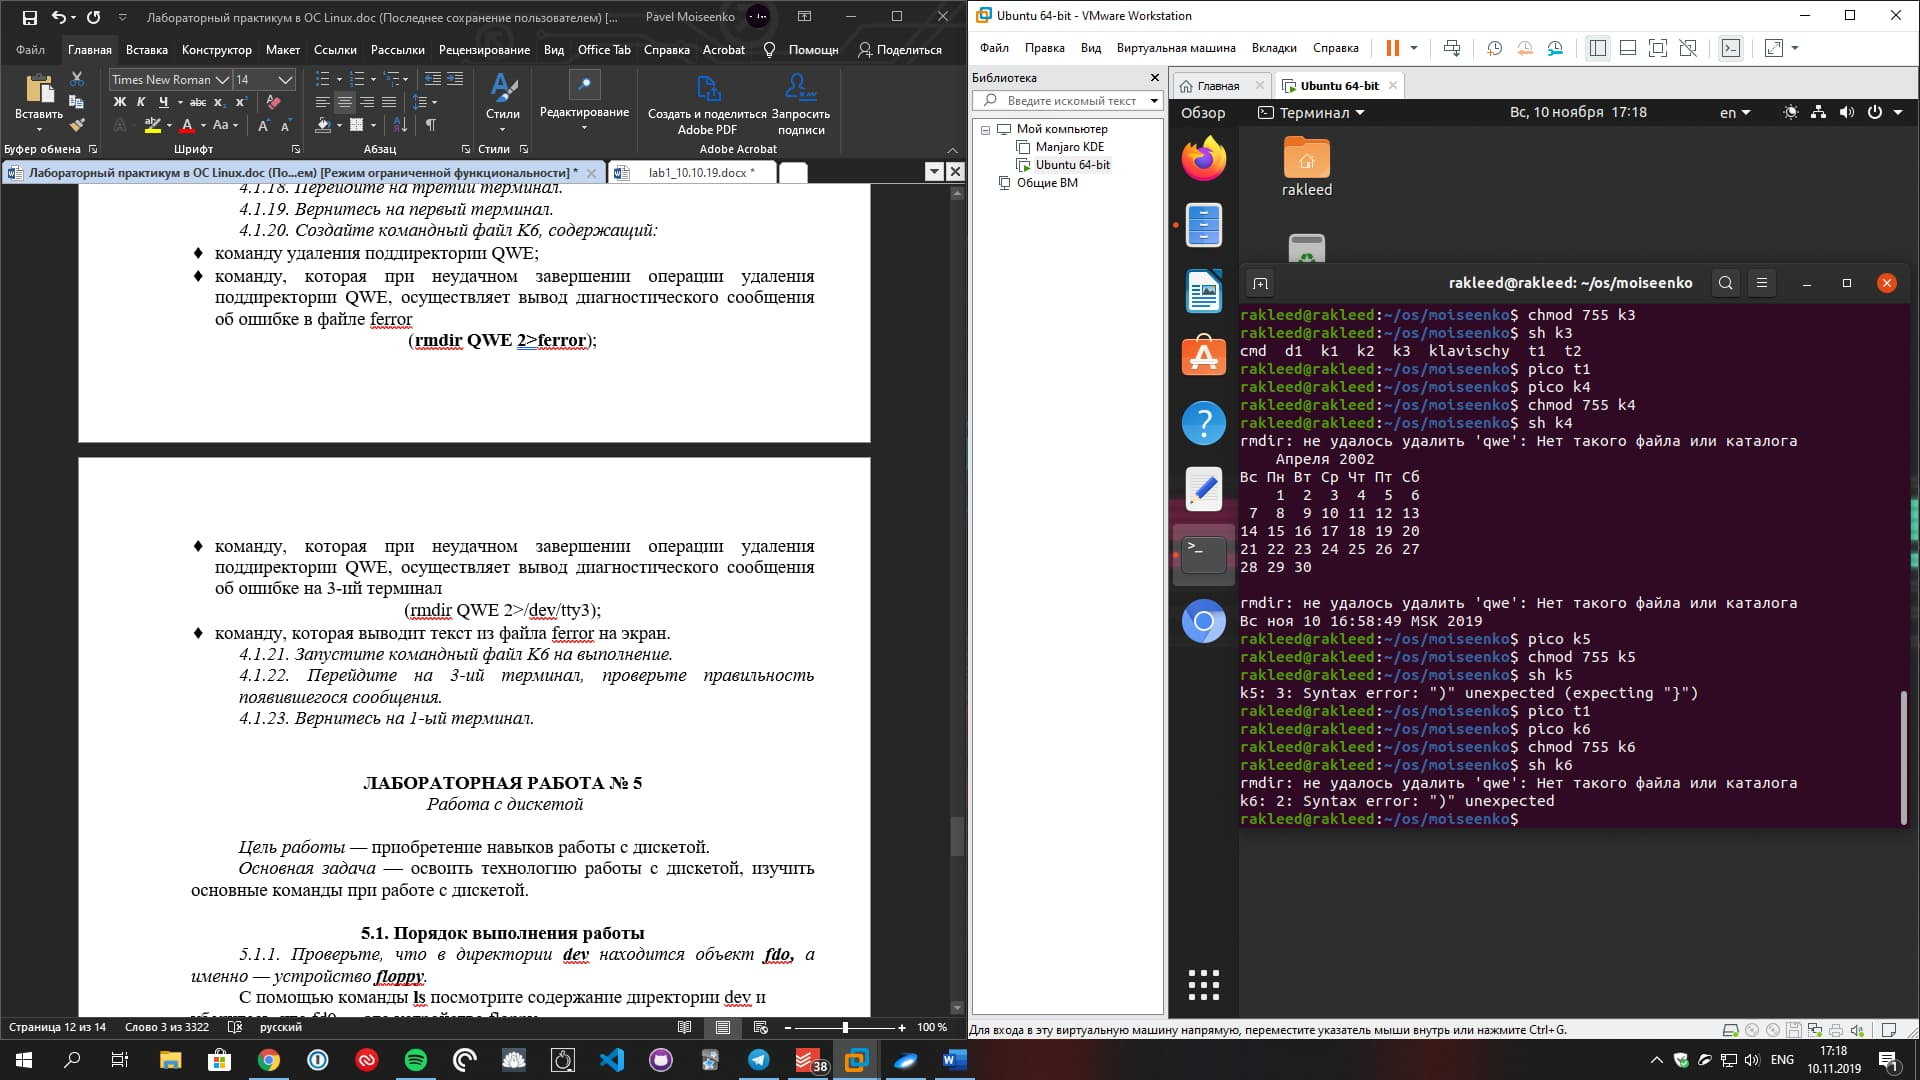 Лабораторный практикум в ОС Linux.doc (Последнее сохранение пользователем) [...
Pavel Moiseenko
Файл Главная Вставка Конструктор Макет Ссылки Рассылки Рецензирование Вид Office Tab Справка Acrobat Помощн Поделиться
Times New Roman 14
Вставить
Ж К Ч abc x₂ x² Aa A A
Стили
Редактирование
Создать и поделиться Adobe PDF
Запросить подписи
Буфер обмена Шрифт Абзац Стили Adobe Acrobat
Лабораторный практикум в ОС Linux.doc (По...ем) [Режим ограниченной функциональности] *
lab1_10.10.19.docx *
4.1.18. Перейдите на третий терминал.
4.1.19. Вернитесь на первый терминал.
4.1.20. Создайте командный файл К6, содержащий:
♦ команду удаления поддиректории QWE;
♦ команду, которая при неудачном завершении операции удаления
поддиректории QWE, осуществляет вывод диагностического сообщения
об ошибке в файле ferror
(rmdir QWE 2>ferror);
♦ команду, которая при неудачном завершении операции удаления
поддиректории QWE, осуществляет вывод диагностического сообщения
об ошибке на 3-ий терминал
(rmdir QWE 2>/dev/tty3);
♦ команду, которая выводит текст из файла ferror на экран.
4.1.21. Запустите командный файл К6 на выполнение.
4.1.22. Перейдите на 3-ий терминал, проверьте правильность
появившегося сообщения.
4.1.23. Вернитесь на 1-ый терминал.
ЛАБОРАТОРНАЯ РАБОТА № 5
Работа с дискетой
Цель работы — приобретение навыков работы с дискетой.
Основная задача — освоить технологию работы с дискетой, изучить
основные команды при работе с дискетой.
5.1. Порядок выполнения работы
5.1.1. Проверьте, что в директории dev находится объект fdo, а
именно — устройство floppy.
С помощью команды ls посмотрите содержание директории dev и
Страница 12 из 14 Слово 3 из 3322 русский 100 %
Ubuntu 64-bit - VMware Workstation
Файл Правка Вид Виртуальная машина Вкладки Справка
Библиотека
Введите искомый текст
Мой компьютер
Manjaro KDE
Ubuntu 64-bit
Общие ВМ
Главная Ubuntu 64-bit
Обзор Терминал Вс, 10 ноября 17:18 en
rakleed
rakleed@rakleed: ~/os/moiseenko
rakleed@rakleed:~/os/moiseenko$ chmod 755 k3
rakleed@rakleed:~/os/moiseenko$ sh k3
cmd d1 k1 k2 k3 klavischy t1 t2
rakleed@rakleed:~/os/moiseenko$ pico t1
rakleed@rakleed:~/os/moiseenko$ pico k4
rakleed@rakleed:~/os/moiseenko$ chmod 755 k4
rakleed@rakleed:~/os/moiseenko$ sh k4
rmdir: не удалось удалить 'qwe': Нет такого файла или каталога
Апреля 2002
Вс Пн Вт Ср Чт Пт Сб
1 2 3 4 5 6
7 8 9 10 11 12 13
14 15 16 17 18 19 20
21 22 23 24 25 26 27
28 29 30
rmdir: не удалось удалить 'qwe': Нет такого файла или каталога
Вс ноя 10 16:58:49 MSK 2019
rakleed@rakleed:~/os/moiseenko$ pico k5
rakleed@rakleed:~/os/moiseenko$ chmod 755 k5
rakleed@rakleed:~/os/moiseenko$ sh k5
k5: 3: Syntax error: ")" unexpected (expecting "}")
rakleed@rakleed:~/os/moiseenko$ pico t1
rakleed@rakleed:~/os/moiseenko$ pico k6
rakleed@rakleed:~/os/moiseenko$ chmod 755 k6
rakleed@rakleed:~/os/moiseenko$ sh k6
rmdir: не удалось удалить 'qwe': Нет такого файла или каталога
k6: 2: Syntax error: ")" unexpected
rakleed@rakleed:~/os/moiseenko$
Для входа в эту виртуальную машину напрямую, переместите указатель мыши внутрь или нажмите Ctrl+G.
38
ENG
17:18
10.11.2019
1